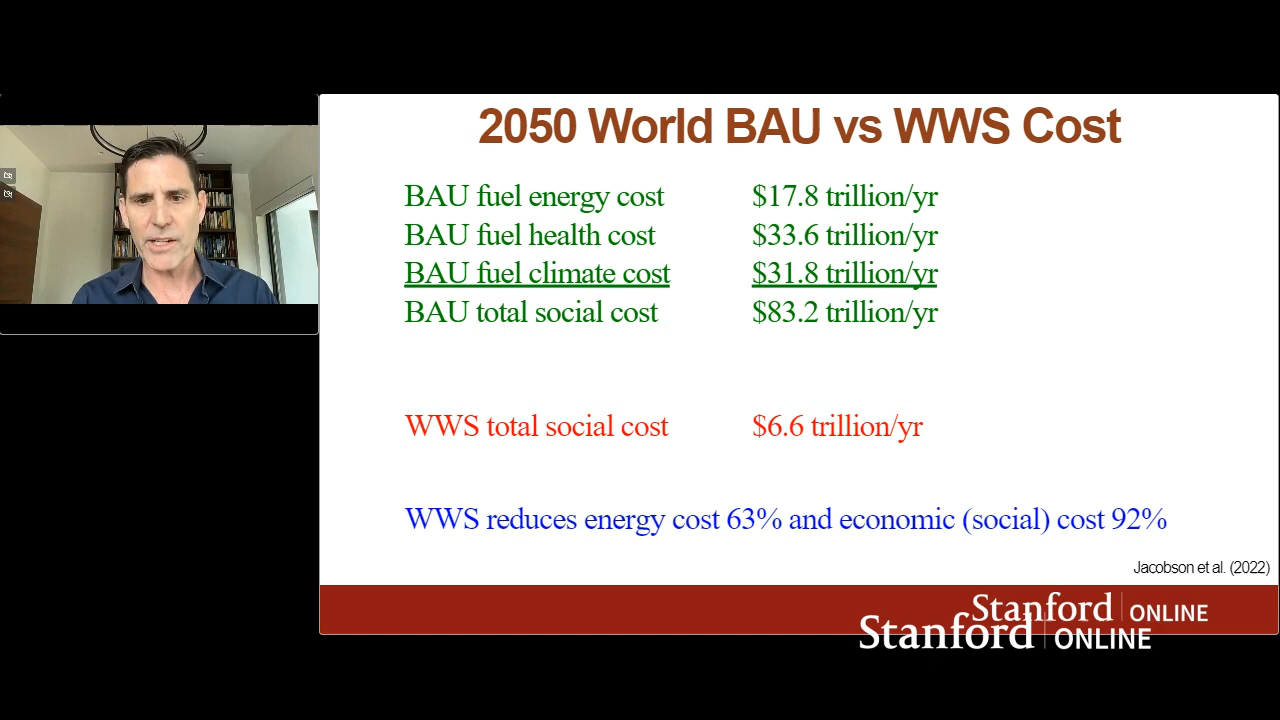 2050 World BAU vs WWS Cost
BAU fuel energy cost $17.8 trillion/yr
BAU fuel health cost $33.6 trillion/yr
BAU fuel climate cost $31.8 trillion/yr
BAU total social cost $83.2 trillion/yr
WWS total social cost $6.6 trillion/yr
WWS reduces energy cost 63% and economic (social) cost 92%
Jacobson et al. (2022)
Stanford ONLINE
Stanford ONLINE